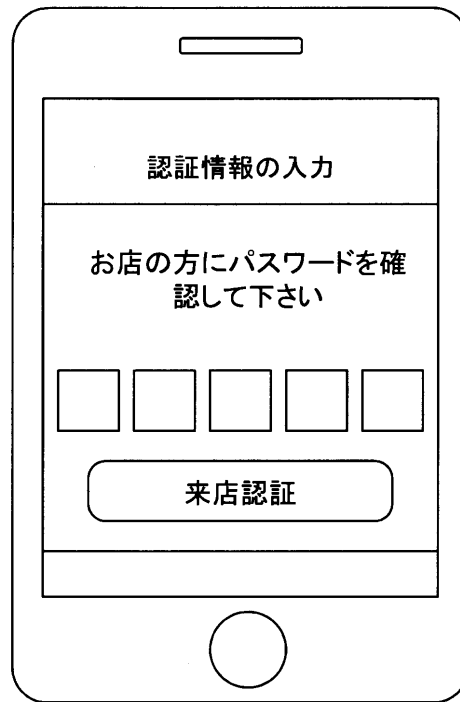 認証情報の入力
お店の方にパスワードを確
認して下さい
来店認証